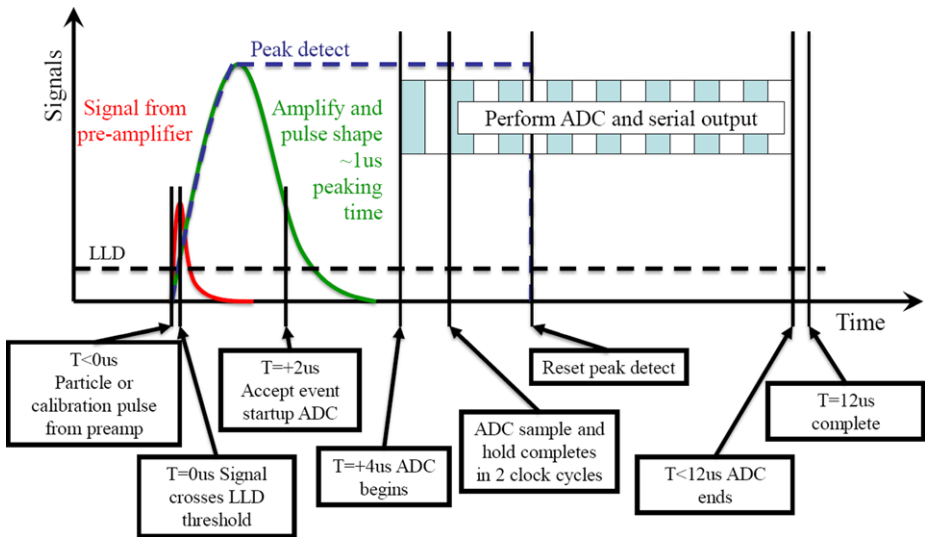 Signals
Peak detect
Signal from
pre-amplifier
Amplify and
pulse shape
~1us
peaking
time
Perform ADC and serial output
LLD
Time
T<0us
Particle or
calibration pulse
from preamp
T=0us Signal
crosses LLD
threshold
T=+2us
Accept event
startup ADC
T=+4us ADC
begins
ADC sample and
hold completes
in 2 clock cycles
Reset peak detect
T<12us ADC
ends
T=12us
complete